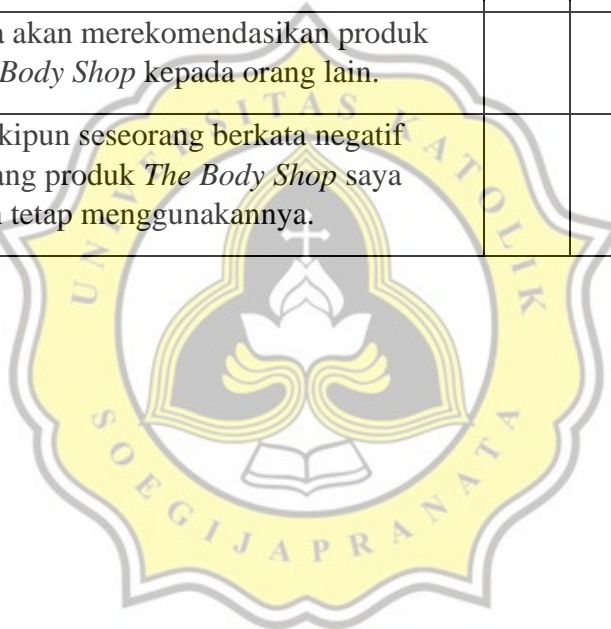 a akan merekomendasikan produk
Body Shop kepada orang lain.
kipun seseorang berkata negatif
ang produk The Body Shop saya
n tetap menggunakannya.
UNIVERSITAS KATOLIK
SOEGIJAPRANATA